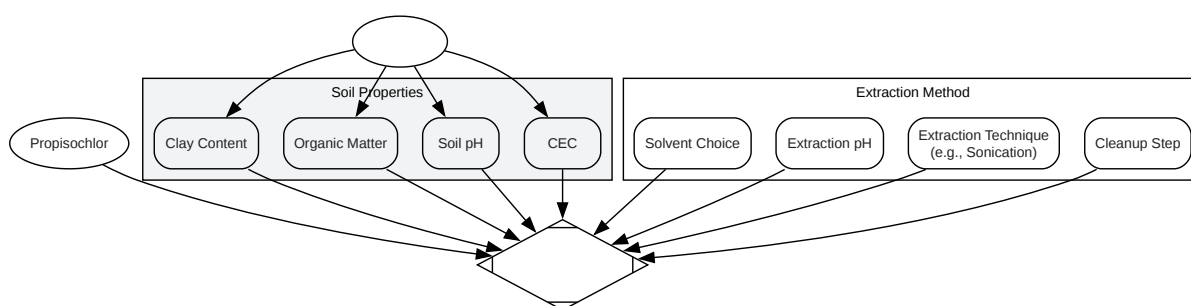 Soil Properties
Extraction Method
Propisochlor
Clay Content
Organic Matter
Soil pH
CEC
Solvent Choice
Extraction pH
Extraction Technique
(e.g., Sonication)
Cleanup Step